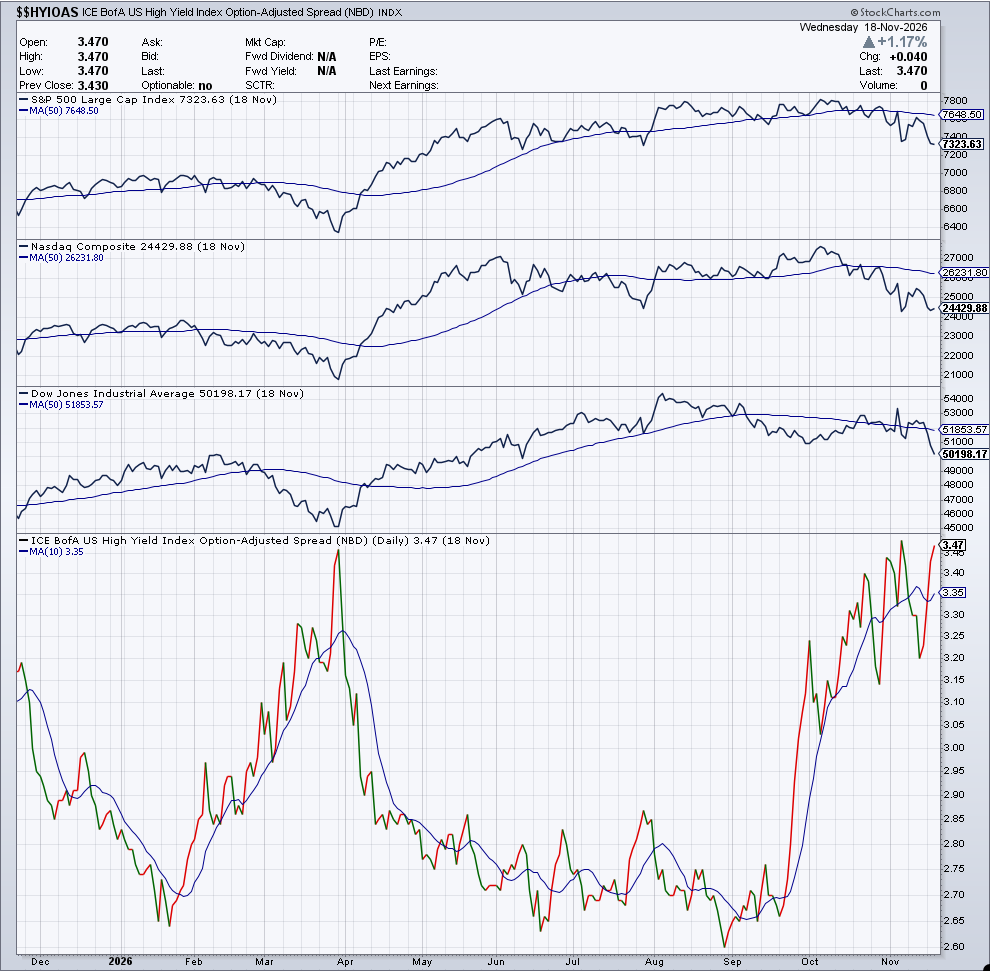 $$HYIOAS ICE BofA US High Yield Index Option-Adjusted Spread (NBD) INDX
© StockCharts.com
Wednesday 18-Nov-2026
Open: 3.470 Ask: Mkt Cap: P/E: +1.17%
High: 3.470 Bid: Fwd Dividend: N/A EPS: Chg: +0.040
Low: 3.470 Last: Fwd Yield: N/A Last Earnings: Last: 3.470
Prev Close: 3.430 Optionable: no SCTR: Next Earnings: Volume: 0
S&P 500 Large Cap Index 7323.63 (18 Nov)
MA(50) 7648.50
7800
7648.50
7400
7323.63
7200
7000
6800
6600
6400
Nasdaq Composite 24429.88 (18 Nov)
MA(50) 26231.80
27000
26231.80
25000
24429.88
24000
23000
22000
21000
Dow Jones Industrial Average 50198.17 (18 Nov)
MA(50) 51853.57
54000
53000
51853.57
51000
50198.17
49000
48000
47000
46000
45000
ICE BofA US High Yield Index Option-Adjusted Spread (NBD) (Daily) 3.47 (18 Nov)
MA(10) 3.35
3.47
3.45
3.40
3.35
3.30
3.25
3.20
3.15
3.10
3.05
3.00
2.95
2.90
2.85
2.80
2.75
2.70
2.65
2.60
Dec 2026 Feb Mar Apr May Jun Jul Aug Sep Oct Nov